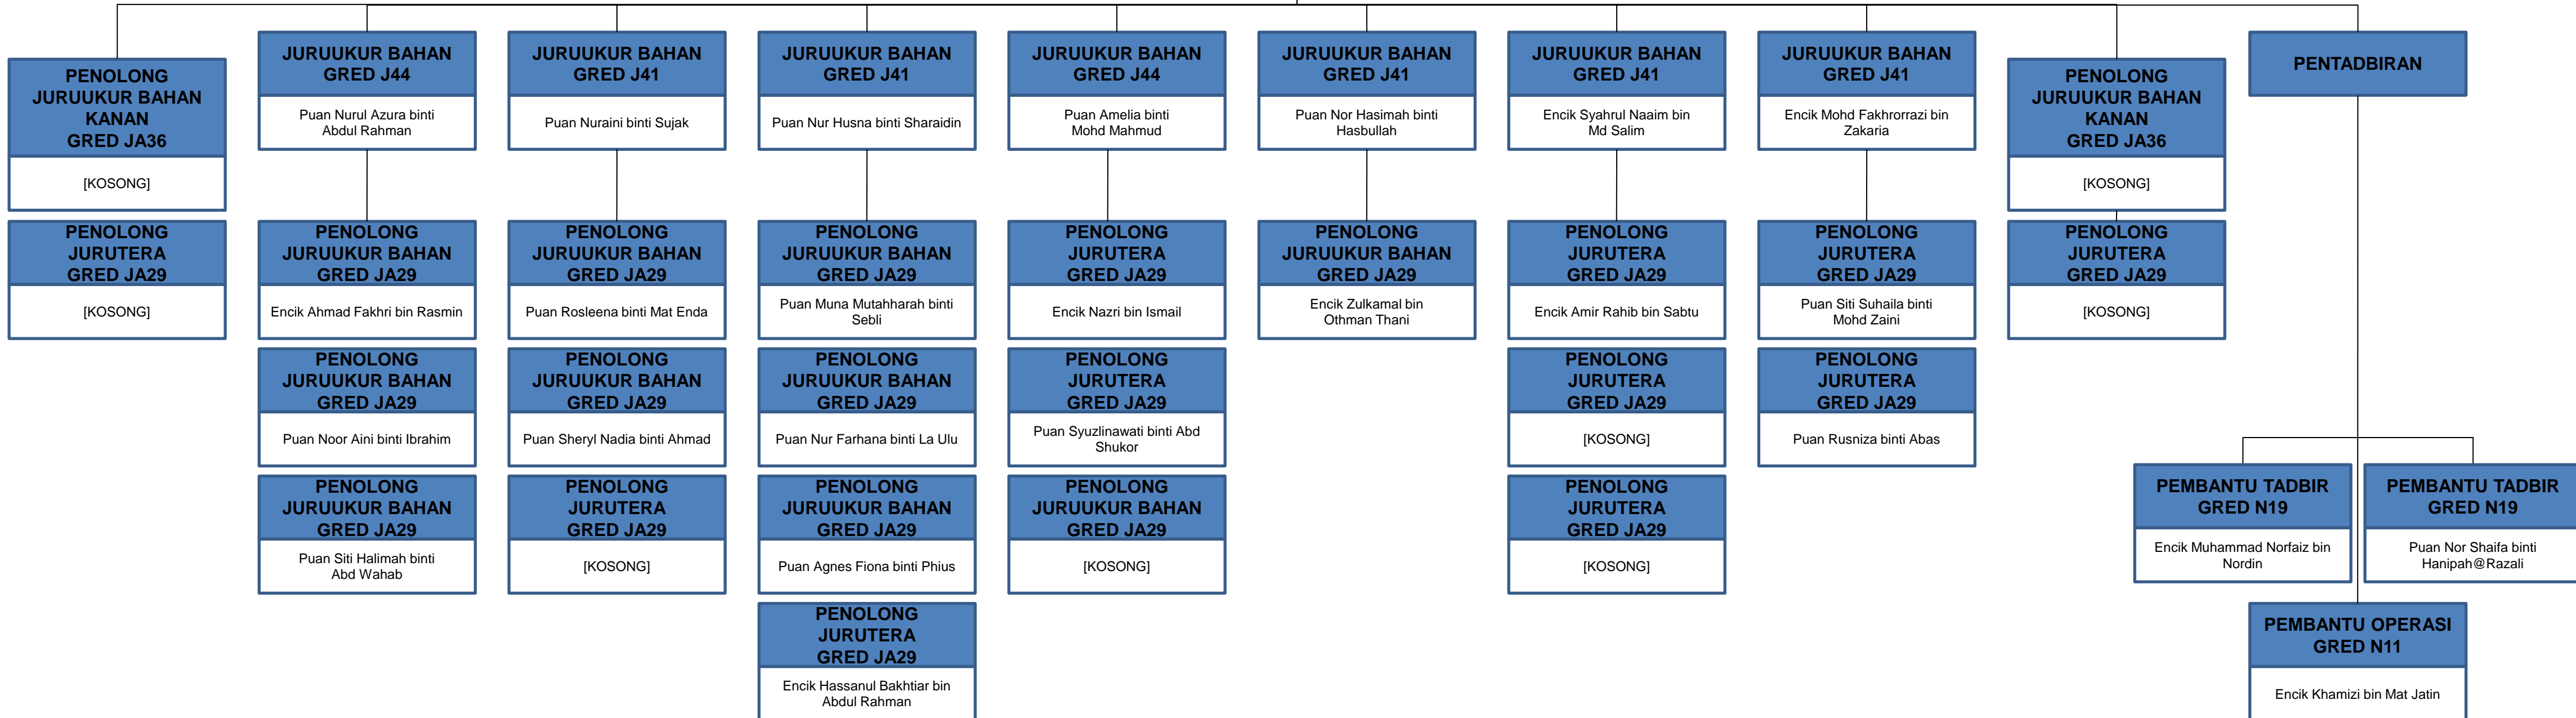 PENOLONG
JURUUKUR BAHAN
KANAN
GRED JA36
[KOSONG]
PENOLONG
JURUTERA
GRED JA29
[KOSONG]
JURUUKUR BAHAN
GRED J44
Puan Nurul Azura binti
Abdul Rahman
PENOLONG
JURUUKUR BAHAN
GRED JA29
Encik Ahmad Fakhri bin Rasmin
PENOLONG
JURUUKUR BAHAN
GRED JA29
Puan Noor Aini binti Ibrahim
PENOLONG
JURUUKUR BAHAN
GRED JA29
Puan Siti Halimah binti
Abd Wahab
JURUUKUR BAHAN
GRED J41
Puan Nuraini binti Sujak
PENOLONG
JURUUKUR BAHAN
GRED JA29
Puan Rosleena binti Mat Enda
PENOLONG
JURUUKUR BAHAN
GRED JA29
Puan Sheryl Nadia binti Ahmad
PENOLONG
JURUTERA
GRED JA29
[KOSONG]
JURUUKUR BAHAN
GRED J41
Puan Nur Husna binti Sharaidin
PENOLONG
JURUUKUR BAHAN
GRED JA29
Puan Muna Mutahharah binti
Sebli
PENOLONG
JURUUKUR BAHAN
GRED JA29
Puan Nur Farhana binti La Ulu
PENOLONG
JURUUKUR BAHAN
GRED JA29
Puan Agnes Fiona binti Phius
PENOLONG
JURUTERA
GRED JA29
Encik Hassanul Bakhtiar bin
Abdul Rahman
JURUUKUR BAHAN
GRED J44
Puan Amelia binti
Mohd Mahmud
PENOLONG
JURUTERA
GRED JA29
Encik Nazri bin Ismail
PENOLONG
JURUTERA
GRED JA29
Puan Syuzlinawati binti Abd
Shukor
PENOLONG
JURUUKUR BAHAN
GRED JA29
[KOSONG]
JURUUKUR BAHAN
GRED J41
Puan Nor Hasimah binti
Hasbullah
PENOLONG
JURUUKUR BAHAN
GRED JA29
Encik Zulkamal bin
Othman Thani
JURUUKUR BAHAN
GRED J41
Encik Syahrul Naaim bin
Md Salim
PENOLONG
JURUTERA
GRED JA29
Encik Amir Rahib bin Sabtu
PENOLONG
JURUTERA
GRED JA29
[KOSONG]
PENOLONG
JURUTERA
GRED JA29
[KOSONG]
JURUUKUR BAHAN
GRED J41
Encik Mohd Fakhrorrazi bin
Zakaria
PENOLONG
JURUTERA
GRED JA29
Puan Siti Suhaila binti
Mohd Zaini
PENOLONG
JURUTERA
GRED JA29
Puan Rusniza binti Abas
PENOLONG
JURUUKUR BAHAN
KANAN
GRED JA36
[KOSONG]
PENOLONG
JURUTERA
GRED JA29
[KOSONG]
PENTADBIRAN
PEMBANTU TADBIR
GRED N19
Encik Muhammad Norfaiz bin
Nordin
PEMBANTU TADBIR
GRED N19
Puan Nor Shaifa binti
Hanipah@Razali
PEMBANTU OPERASI
GRED N11
Encik Khamizi bin Mat Jatin